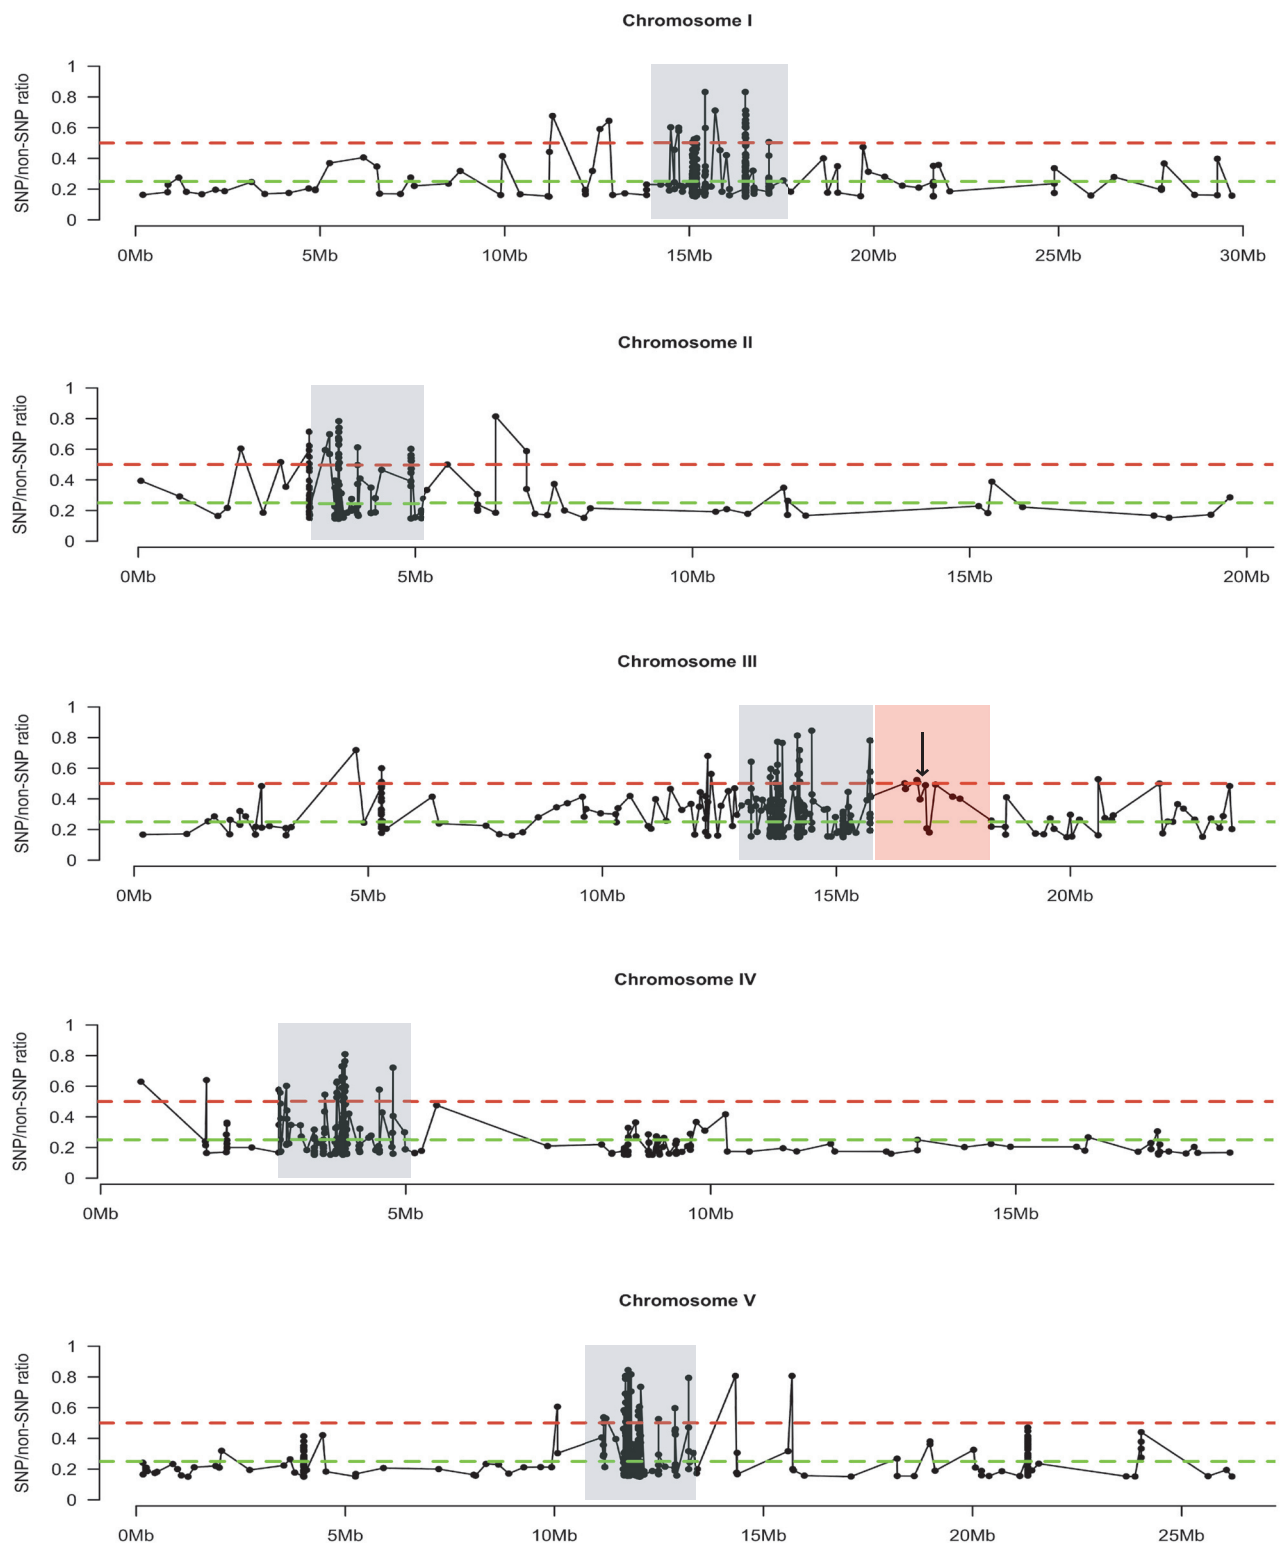 Chromosome I
SNP/non-SNP ratio
1
0.8
0.6
0.4
0.2
0
0Mb 5Mb 10Mb 15Mb 20Mb 25Mb 30Mb
Chromosome II
SNP/non-SNP ratio
1
0.8
0.6
0.4
0.2
0
0Mb 5Mb 10Mb 15Mb 20Mb
Chromosome III
SNP/non-SNP ratio
1
0.8
0.6
0.4
0.2
0
0Mb 5Mb 10Mb 15Mb 20Mb
Chromosome IV
SNP/non-SNP ratio
1
0.8
0.6
0.4
0.2
0
0Mb 5Mb 10Mb 15Mb
Chromosome V
SNP/non-SNP ratio
1
0.8
0.6
0.4
0.2
0
0Mb 5Mb 10Mb 15Mb 20Mb 25Mb